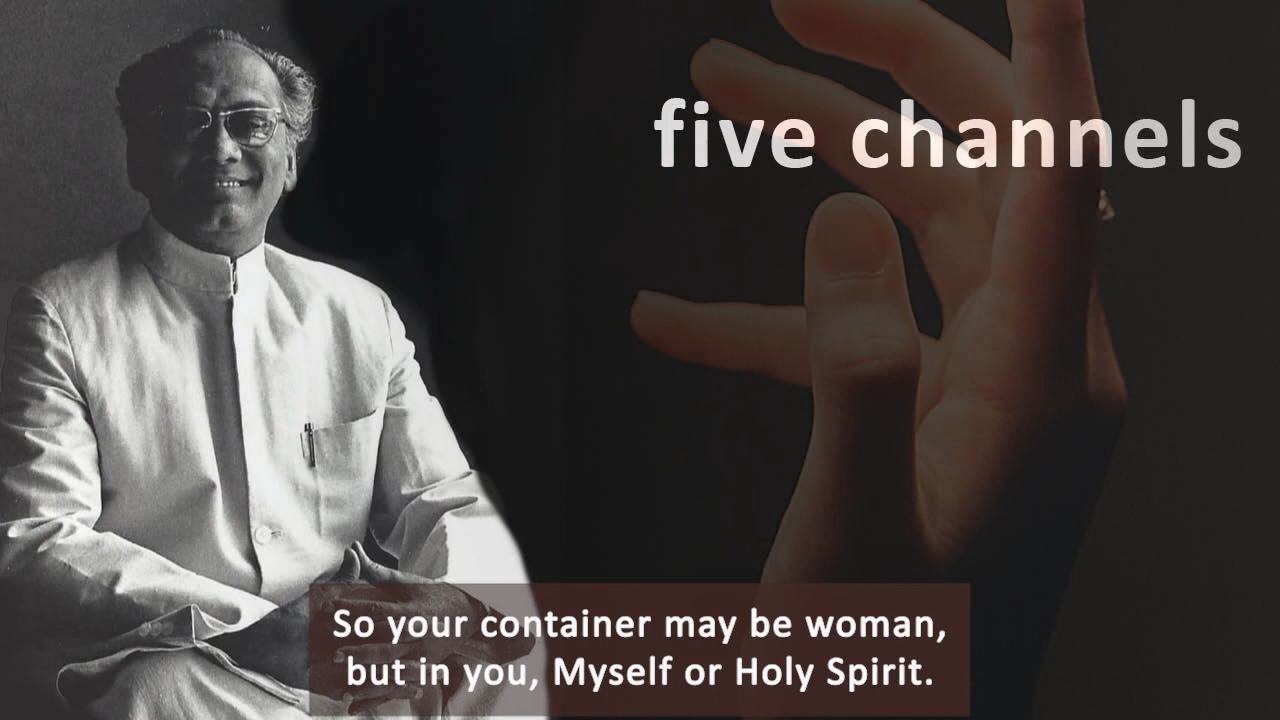 five channels
So your container may be woman,
but in you, Myself or Holy Spirit.